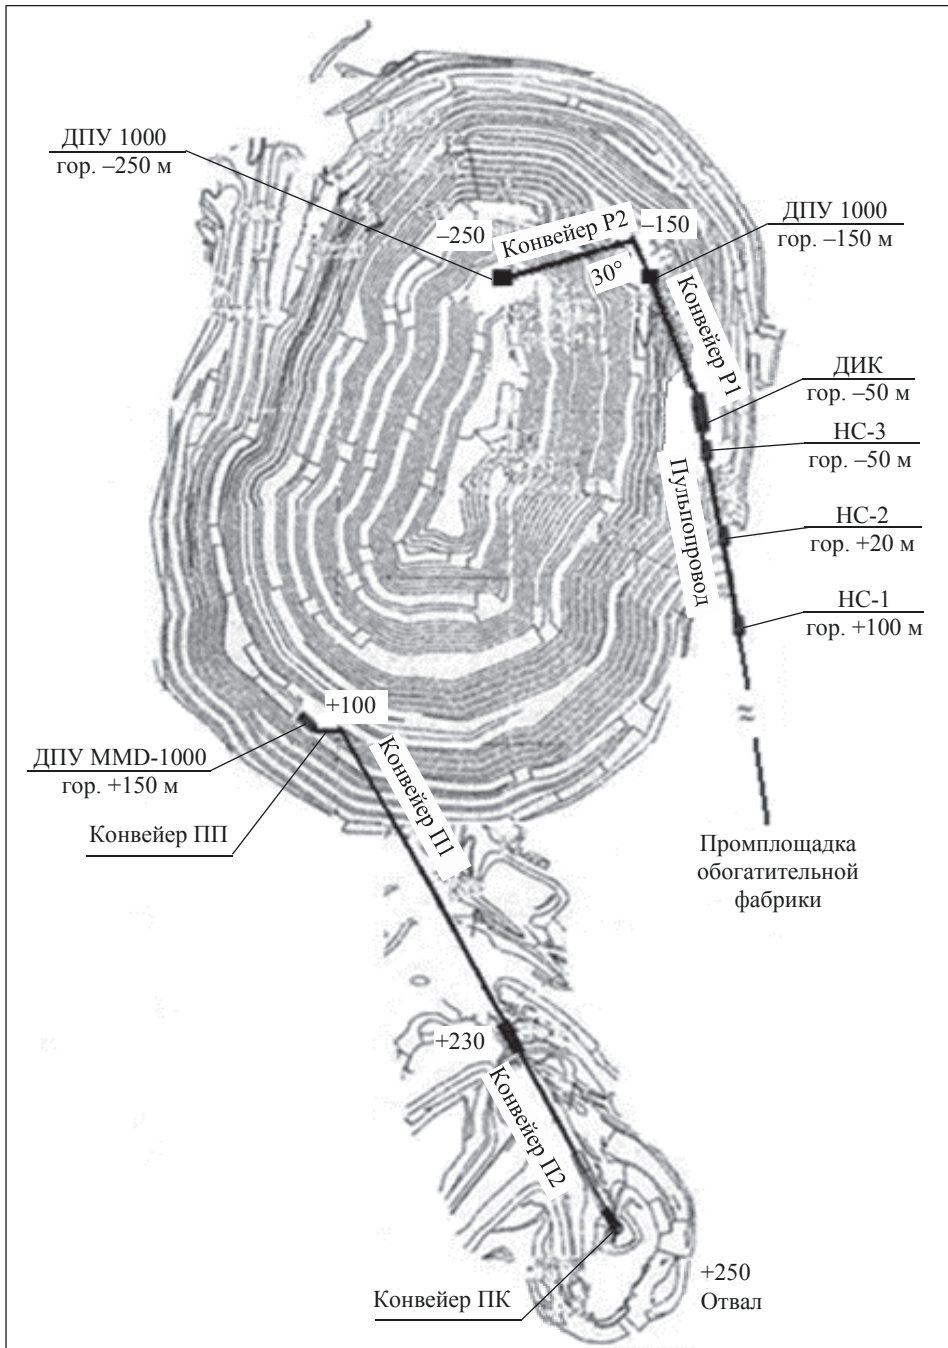 ДПУ 1000
гор. –250 м
–250
Конвейер Р2
–150
ДПУ 1000
гор. –150 м
30°
Конвейер Р1
ДИК
гор. –50 м
НС-3
гор. –50 м
Пульпопровод
НС-2
гор. +20 м
НС-1
гор. +100 м
+100
ДПУ MMD-1000
гор. +150 м
Конвейер П1
Конвейер ПП
Промплощадка
обогатительной
фабрики
+230
Конвейер П2
+250
Отвал
Конвейер ПК